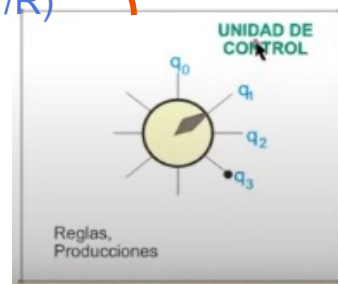 /R)
UNIDAD DE
CONTROL
q0
q1
q2
q3
Reglas,
Producciones